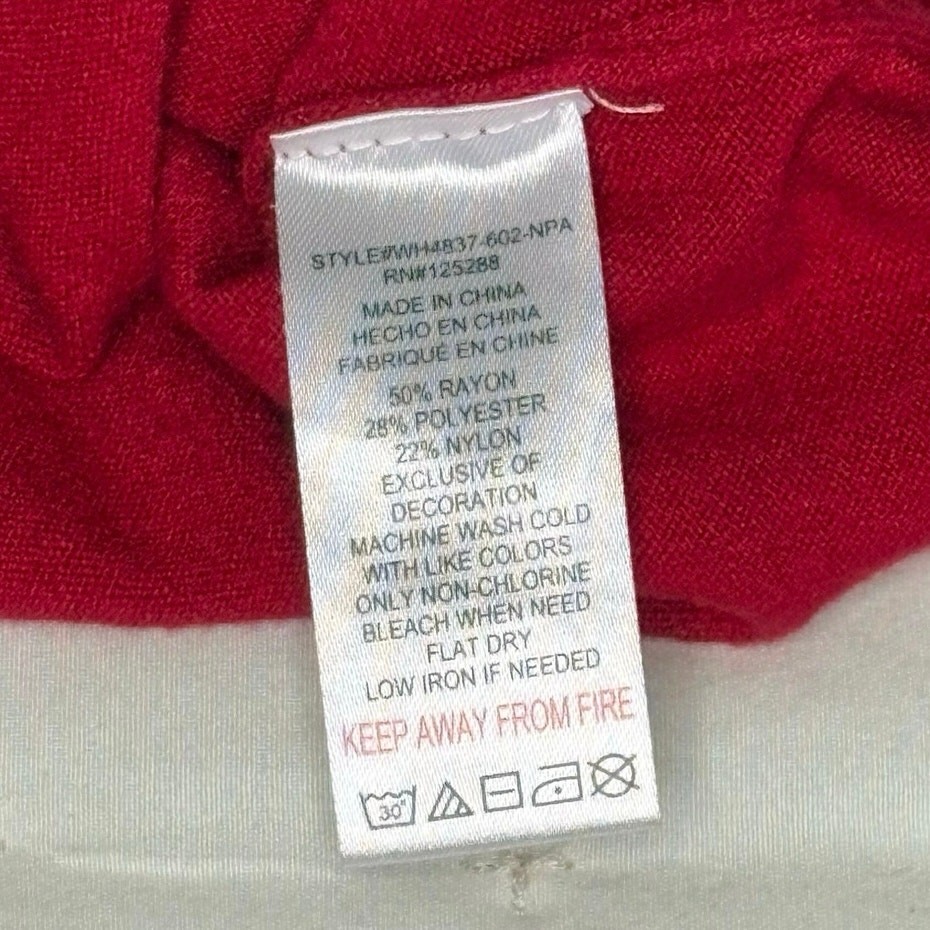 STYLE#WH4837-602-NPA
RN#125288
MADE IN CHINA
HECHO EN CHINA
FABRIQUE EN CHINE
50% RAYON
28% POLYESTER
22% NYLON
EXCLUSIVE OF
DECORATION
MACHINE WASH COLD
WITH LIKE COLORS
ONLY NON-CHLORINE
BLEACH WHEN NEED
FLAT DRY
LOW IRON IF NEEDED
KEEP AWAY FROM FIRE
30°